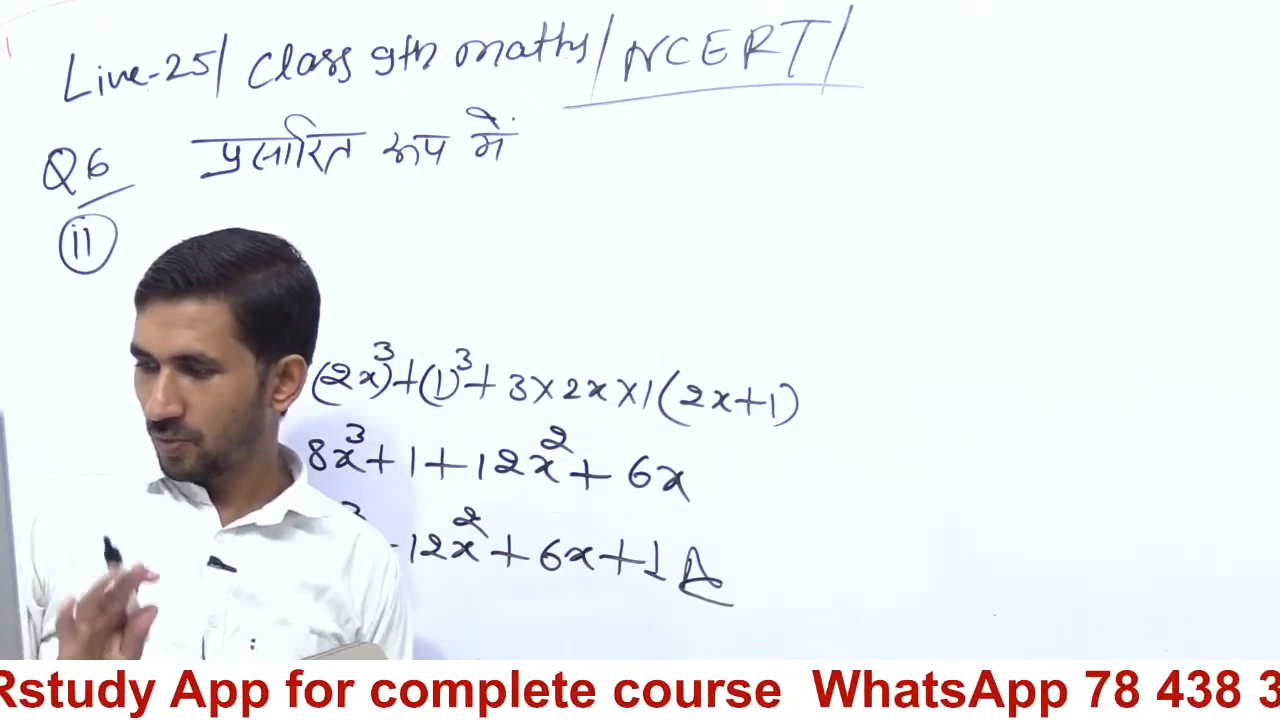 Live-25/ Class 9th maths/NCERT/
Q6 प्रसारित रूप में
(ii)
(2x)³+(1)³+3×2x×1(2x+1)
8x³+1+12x²+6x
12x²+6x+1 A
Rstudy App for complete course WhatsApp 78 438 3